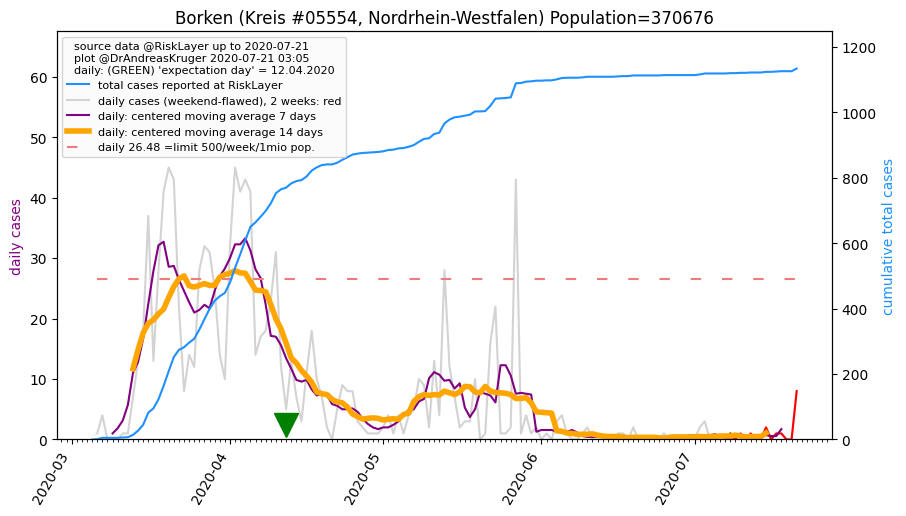 Borken (Kreis #05554, Nordrhein-Westfalen) Population=370676
source data @RiskLayer up to 2020-07-21
plot @DrAndreasKruger 2020-07-21 03:05
daily: (GREEN) 'expectation day' = 12.04.2020
total cases reported at RiskLayer
daily cases (weekend-flawed), 2 weeks: red
daily: centered moving average 7 days
daily: centered moving average 14 days
daily 26.48 =limit 500/week/1mio pop.
daily cases
60
50
40
30
20
10
0
cumulative total cases
1200
1000
800
600
400
200
0
2020-03
2020-04
2020-05
2020-06
2020-07